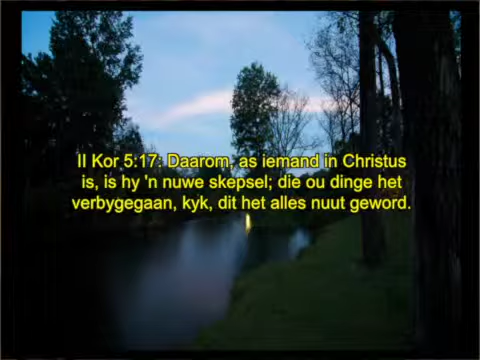 II Kor 5:17: Daarom, as iemand in Christus
is, is hy 'n nuwe skepsel; die ou dinge het
verbygegaan, kyk, dit het alles nuut geword.